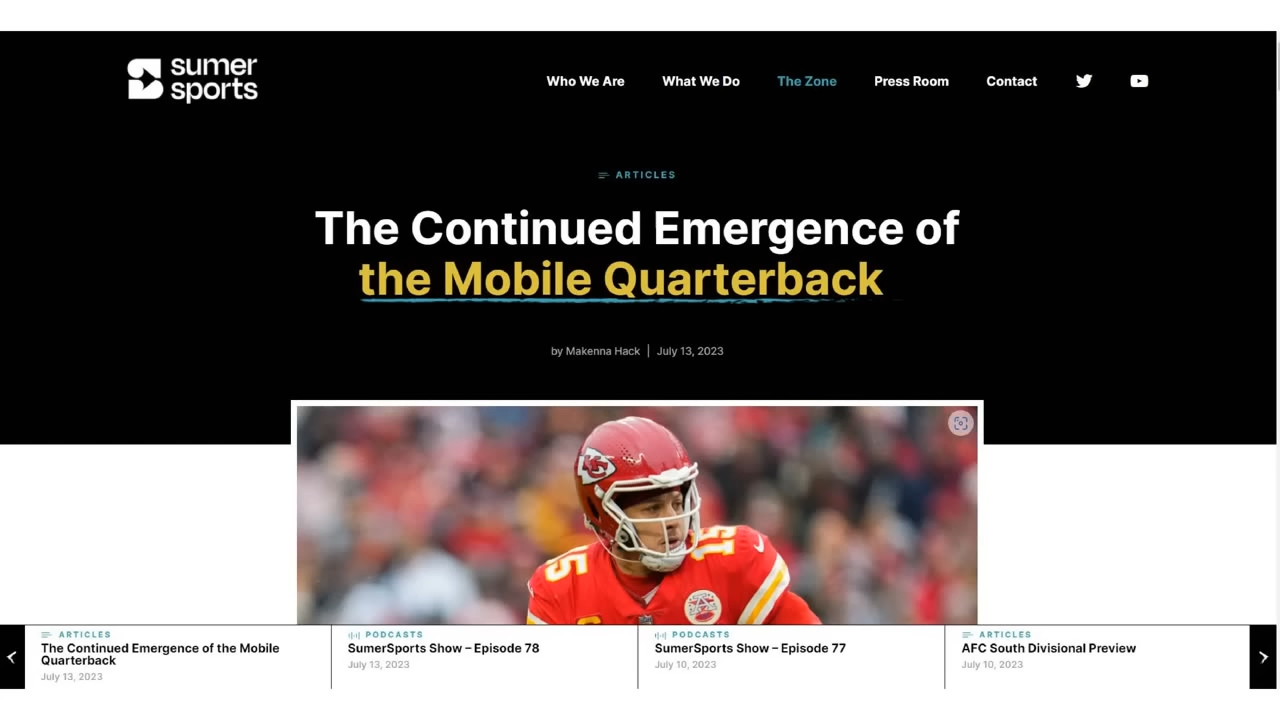 sumer
sports
Who We Are
What We Do
The Zone
Press Room
Contact
ARTICLES
The Continued Emergence of
the Mobile Quarterback
by Makenna Hack | July 13, 2023
15
15
KC
C
ARTICLES
The Continued Emergence of the Mobile
Quarterback
July 13, 2023
PODCASTS
SumerSports Show – Episode 78
July 13, 2023
PODCASTS
SumerSports Show – Episode 77
July 10, 2023
ARTICLES
AFC South Divisional Preview
July 10, 2023